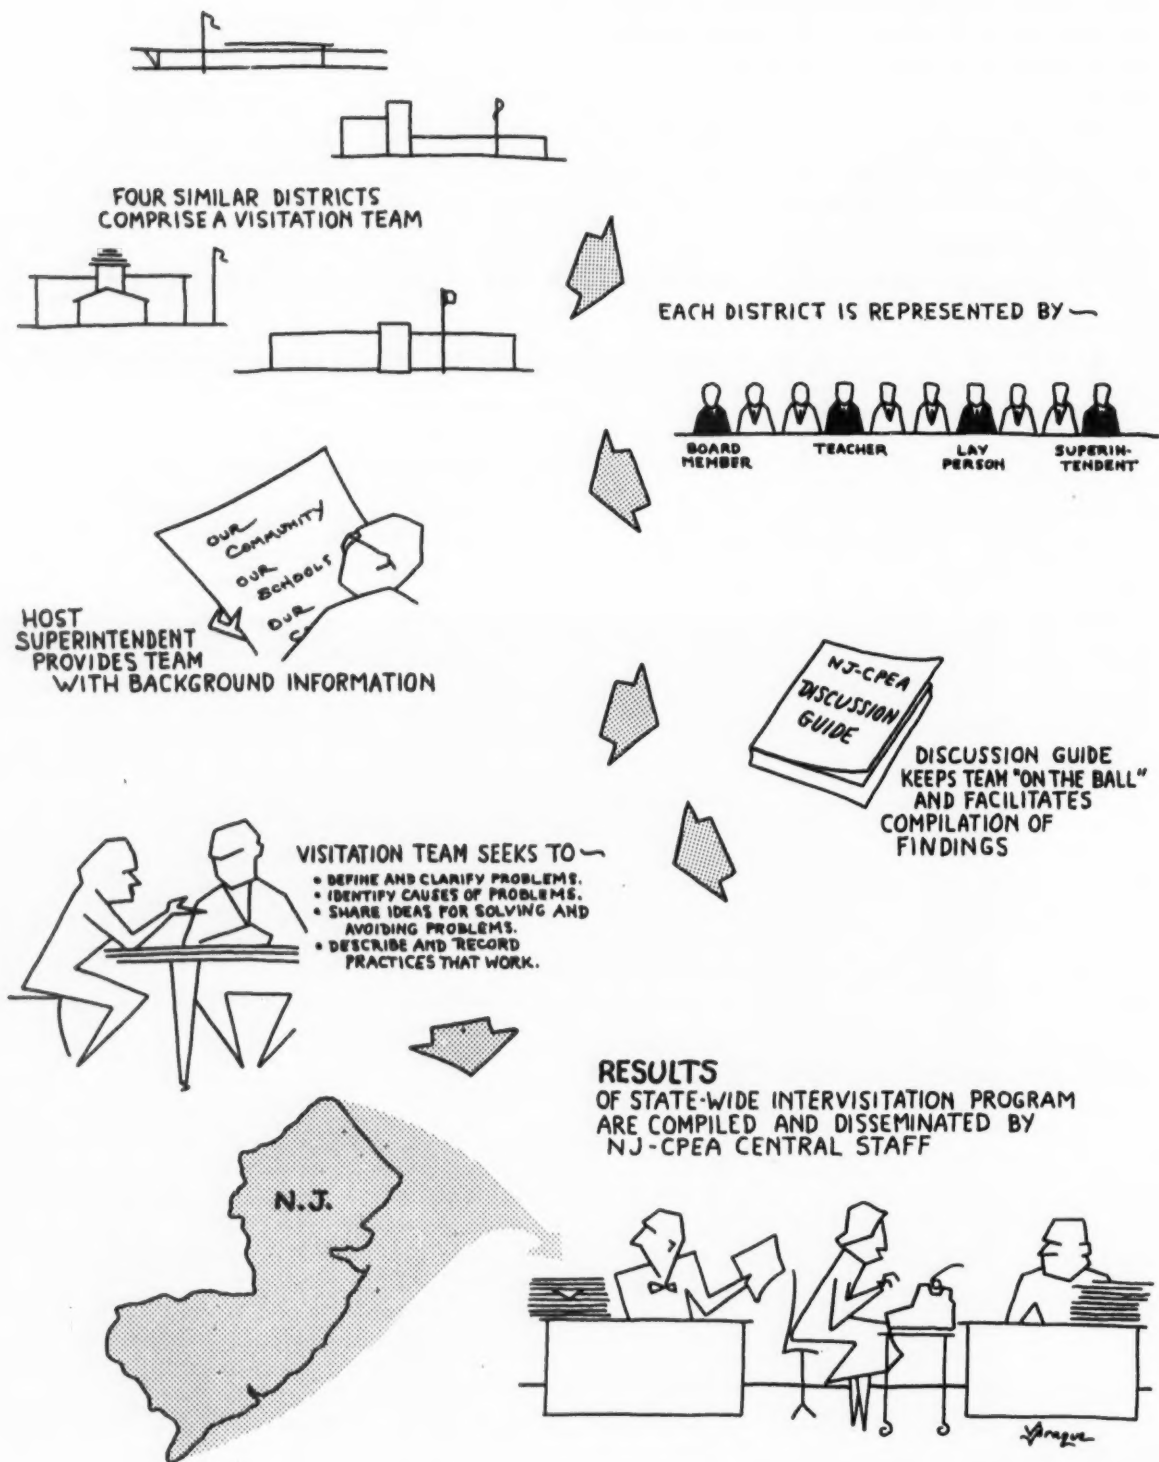 FOUR SIMILAR DISTRICTS
COMPRISE A VISITATION TEAM
EACH DISTRICT IS REPRESENTED BY ~
BOARD
MEMBER
TEACHER
LAY
PERSON
SUPERIN-
TENDENT
OUR
COMMUNITY
OUR
SCHOOLS
OUR
HOST
SUPERINTENDENT
PROVIDES TEAM
WITH BACKGROUND INFORMATION
NJ-CPEA
DISCUSSION
GUIDE
DISCUSSION GUIDE
KEEPS TEAM "ON THE BALL"
AND FACILITATES
COMPILATION OF
FINDINGS
VISITATION TEAM SEEKS TO ~
• DEFINE AND CLARIFY PROBLEMS.
• IDENTIFY CAUSES OF PROBLEMS.
• SHARE IDEAS FOR SOLVING AND
AVOIDING PROBLEMS.
• DESCRIBE AND RECORD
PRACTICES THAT WORK.
N.J.
RESULTS
OF STATE-WIDE INTERVISITATION PROGRAM
ARE COMPILED AND DISSEMINATED BY
NJ-CPEA CENTRAL STAFF